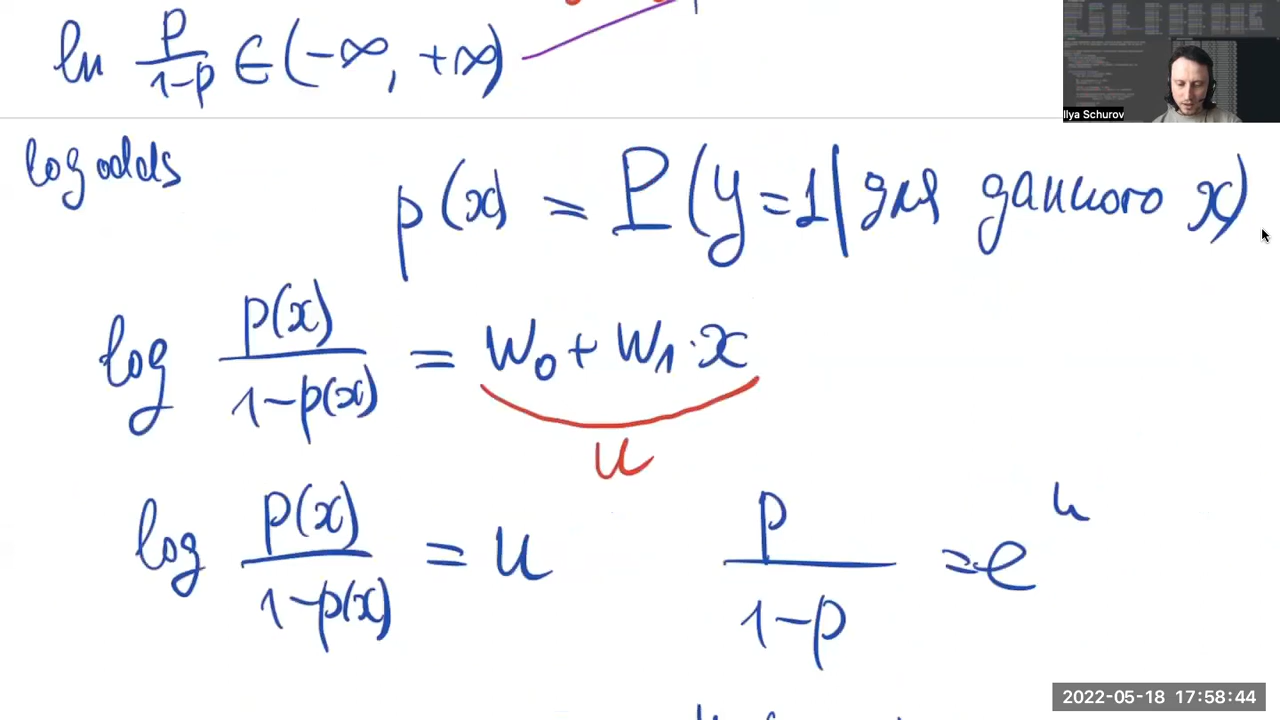 ln p/(1-p) ∈ (-∞, +∞)
Ilya Schurov
log odds
p(x) = P(y=1| для данного x)
log p(x)/(1-p(x)) = w₀ + w₁·x
u
log p(x)/(1-p(x)) = u
p/(1-p) = eᵘ
2022-05-18 17:58:44